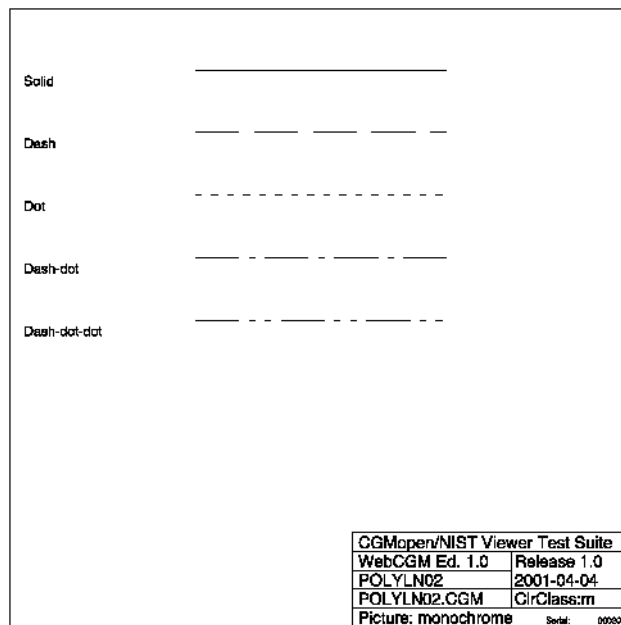 Solid
Dash
Dot
Dash-dot
Dash-dot-dot
CGMopen/NIST Viewer Test Suite
WebCGM Ed. 1.0 Release 1.0
POLYLN02 2001-04-04
POLYLN02.CGM ClrClass:m
Picture: monochrome Serial: